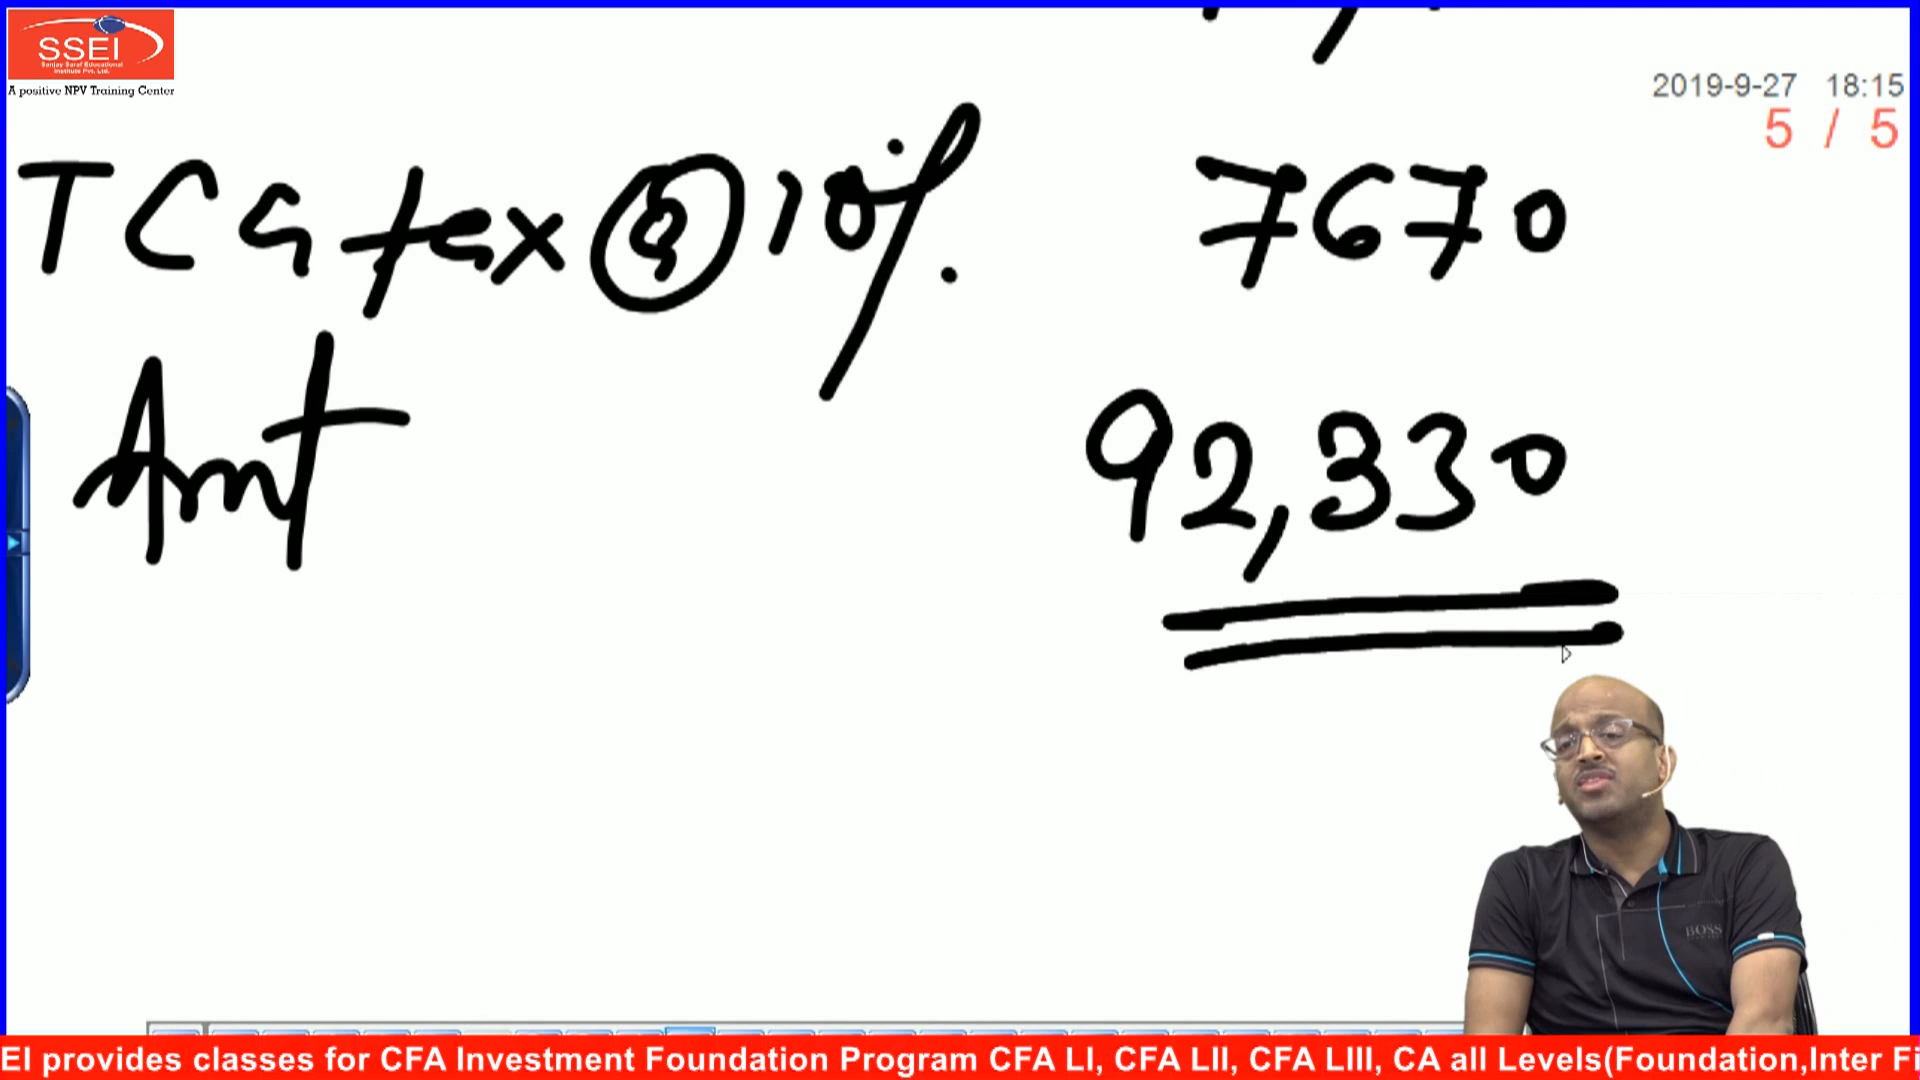 SSEI
Sanjay Saraf Educational
Institute Pvt. Ltd.
A positive NPV Training Center
2019-9-27 18:15
5 / 5
TCG tax @ 10%. 7670
Amt 92,330
BOSS
EI provides classes for CFA Investment Foundation Program CFA LI, CFA LII, CFA LIII, CA all Levels(Foundation,Inter Fi